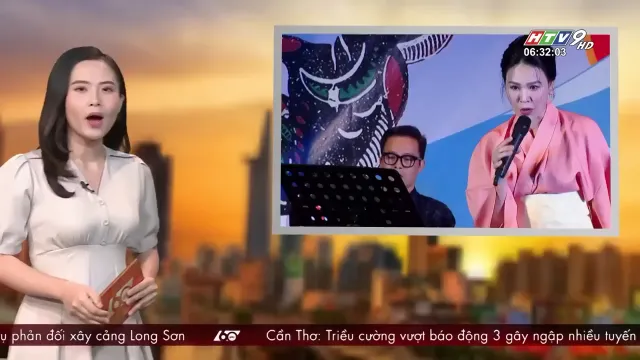 HTV9 HD
06:32:03
ụ phản đối xây cảng Long Sơn
60
Cần Thơ: Triều cường vượt báo động 3 gây ngập nhiều tuyến